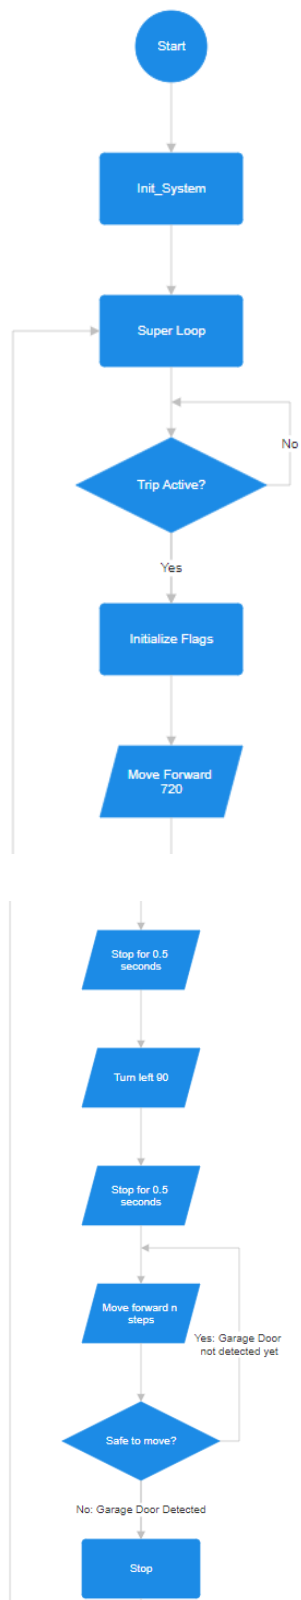 Start
Init_System
Super Loop
No
Trip Active?
Yes
Initialize Flags
Move Forward
720
Stop for 0.5
seconds
Turn left 90
Stop for 0.5
seconds
Move forward n
steps
Yes: Garage Door
not detected yet
Safe to move?
No: Garage Door Detected
Stop